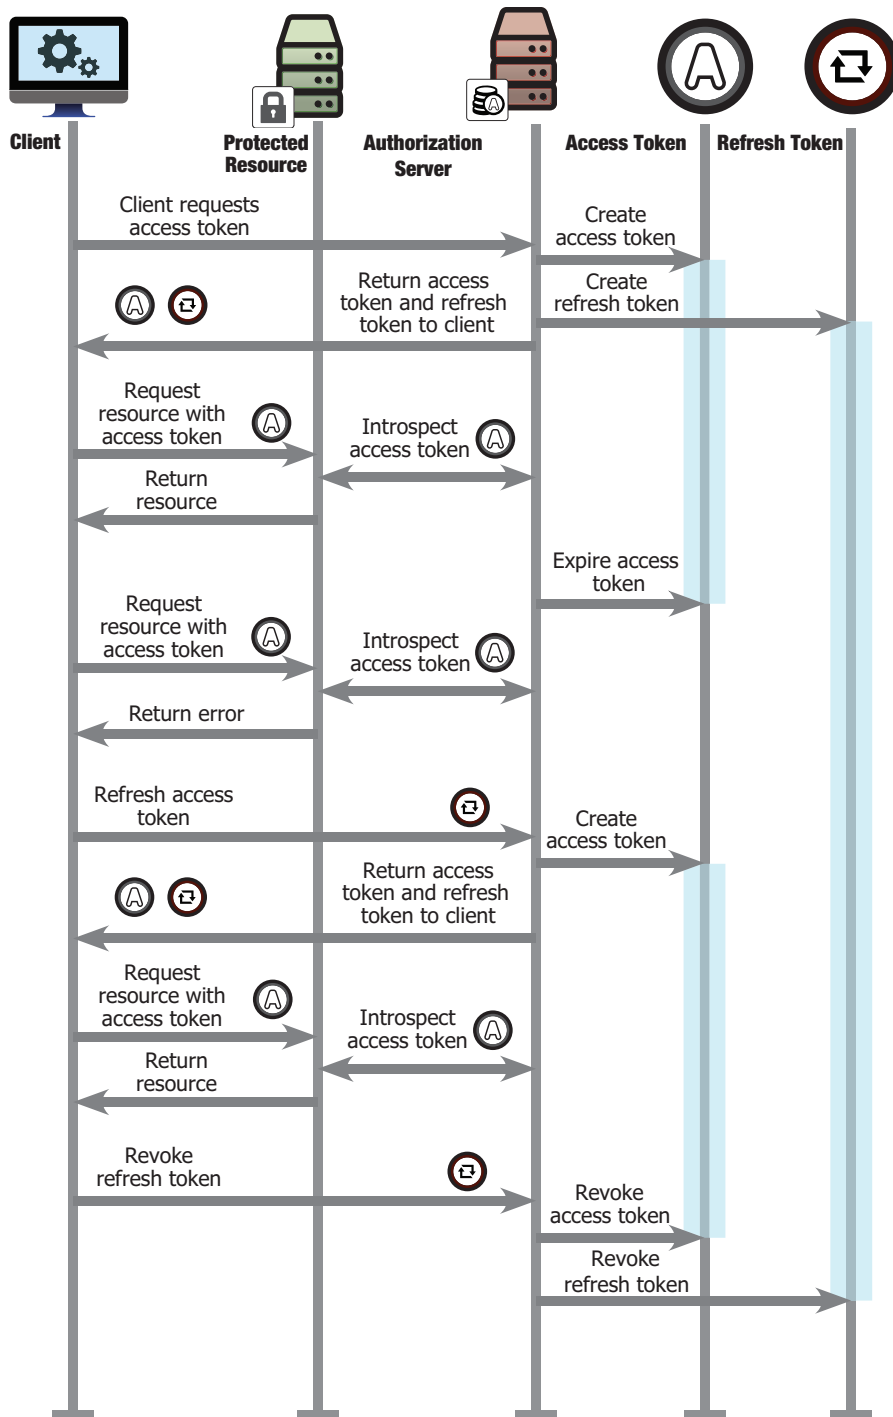 Client
Protected
Resource
Authorization
Server
Access Token
Refresh Token
Client requests
access token
Create
access token
Return access
token and refresh
token to client
Create
refresh token
Request
resource with
access token
Introspect
access token
Return
resource
Expire access
token
Request
resource with
access token
Introspect
access token
Return error
Refresh access
token
Create
access token
Return access
token and refresh
token to client
Request
resource with
access token
Introspect
access token
Return
resource
Revoke
refresh token
Revoke
access token
Revoke
refresh token